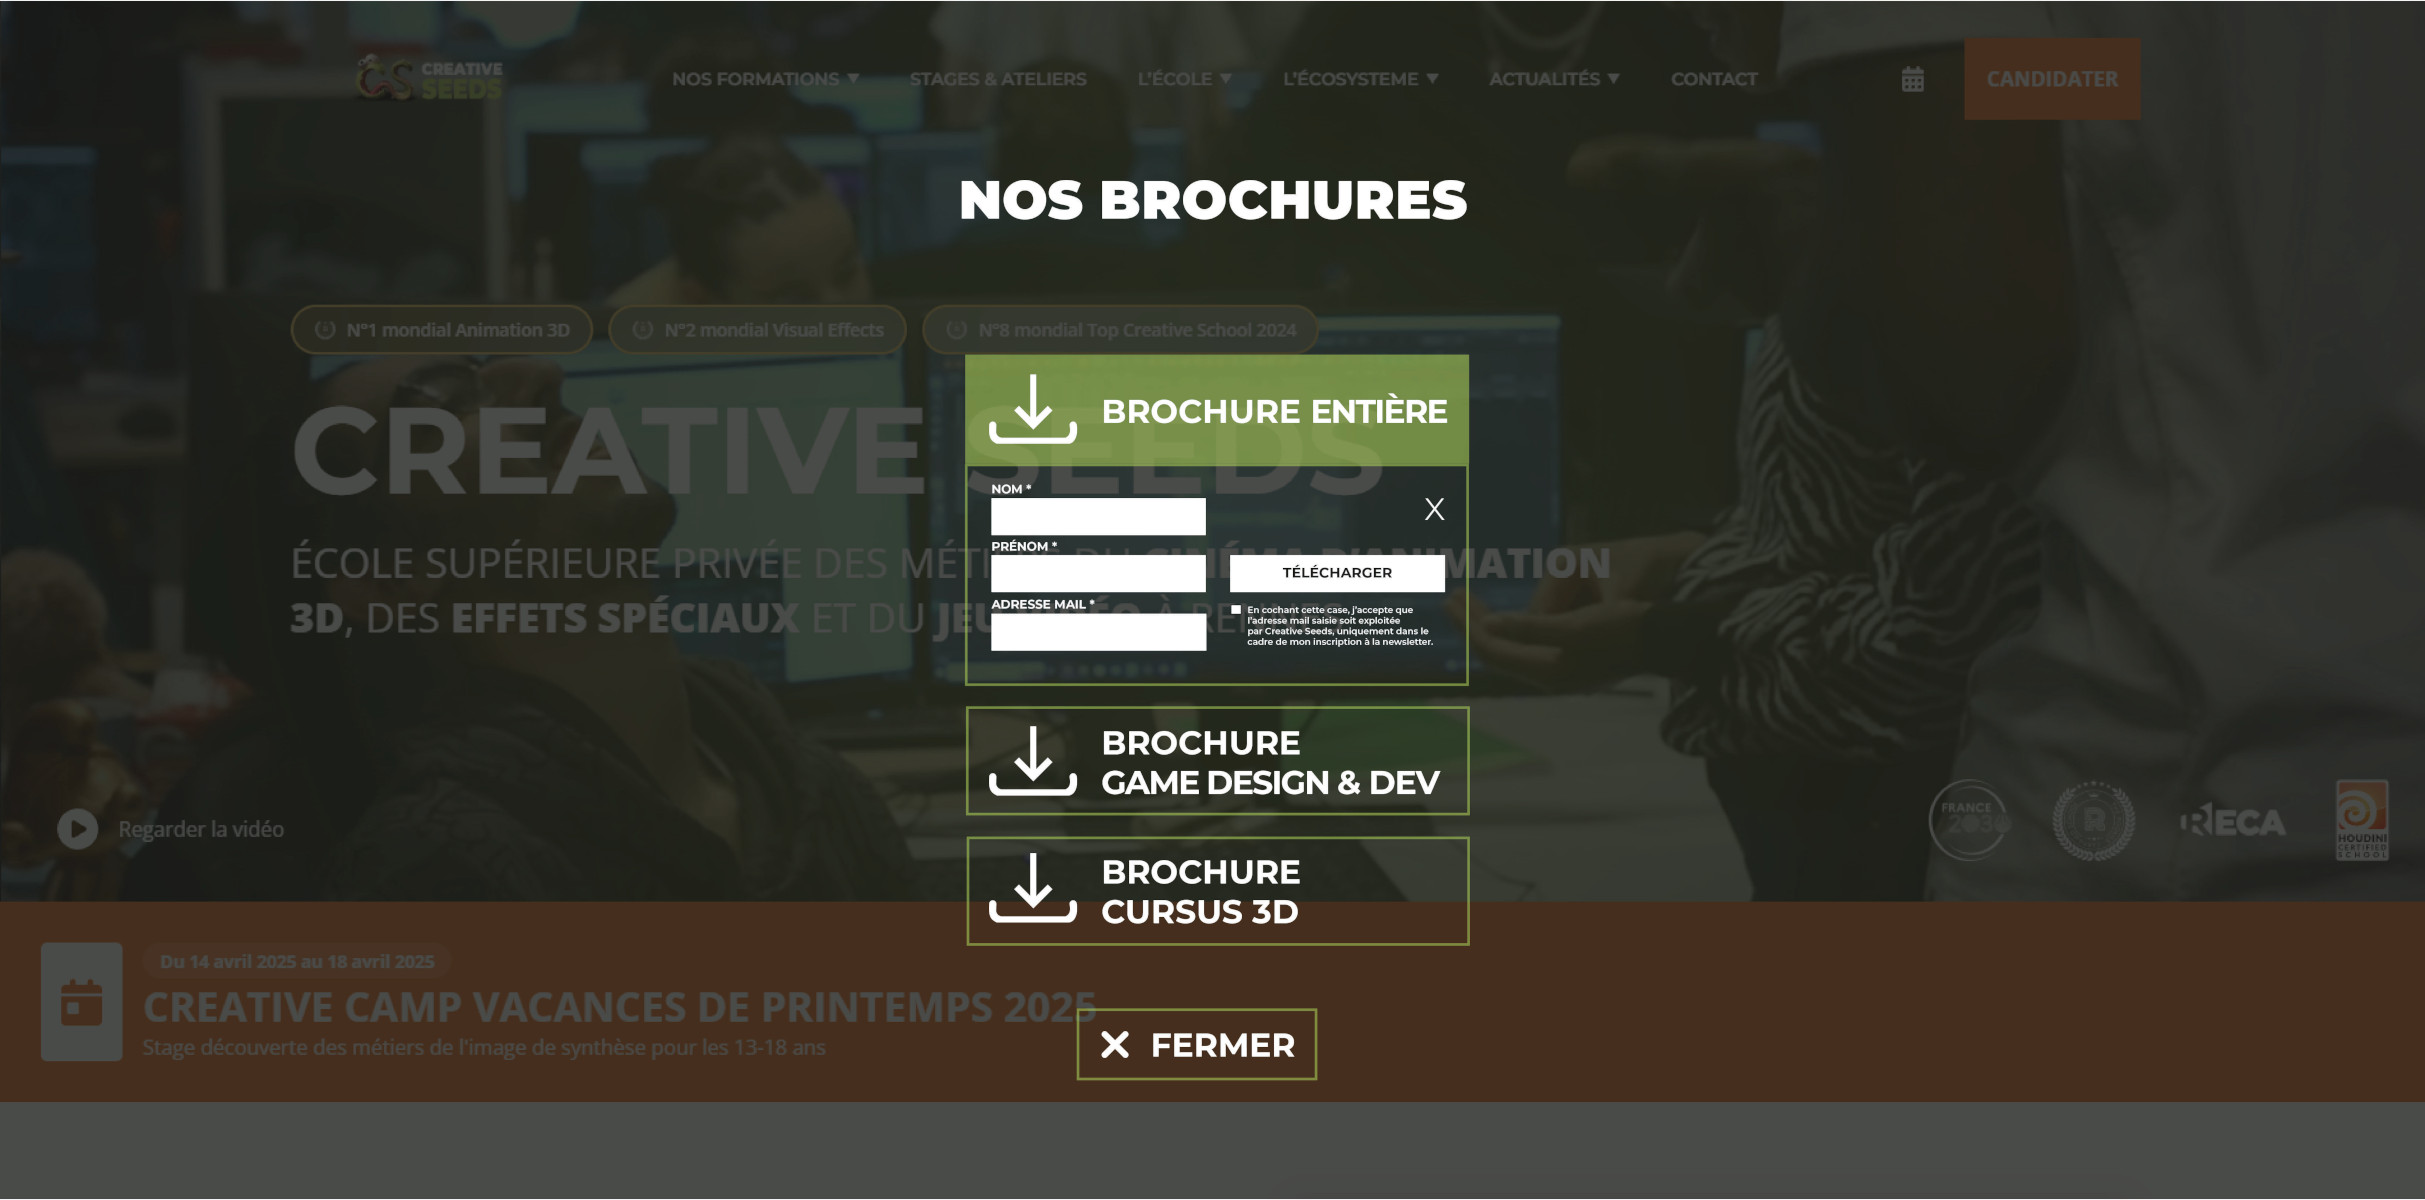 CREATIVE
SEEDS
NOS FORMATIONS
STAGES & ATELIERS
L'ÉCOLE
L'ÉCOSYSTEME
ACTUALITÉS
CONTACT
CANDIDATER
NOS BROCHURES
N°1 mondial Animation 3D
N°2 mondial Visual Effects
N°8 mondial Top Creative School 2024
BROCHURE ENTIÈRE
CREATIVE SEEDS
NOM *
X
PRÉNOM *
ÉCOLE SUPÉRIEURE PRIVÉE DES MÉTI DU CINÉMA D'ANIMATION
TÉLÉCHARGER
ADRESSE MAIL *
3D, DES EFFETS SPÉCIAUX ET DU JEU VIDÉO À RENNES
En cochant cette case, j'accepte que
l'adresse mail saisie soit exploitée
par Creative Seeds, uniquement dans le
cadre de mon inscription à la newsletter.
BROCHURE
GAME DESIGN & DEV
Regarder la vidéo
FRANCE
2030
R
RECA
HOUDINI
CERTIFIED
SCHOOL
BROCHURE
CURSUS 3D
Du 14 avril 2025 au 18 avril 2025
CREATIVE CAMP VACANCES DE PRINTEMPS 2025
Stage découverte des métiers de l'image de synthèse pour les 13-18 ans
FERMER